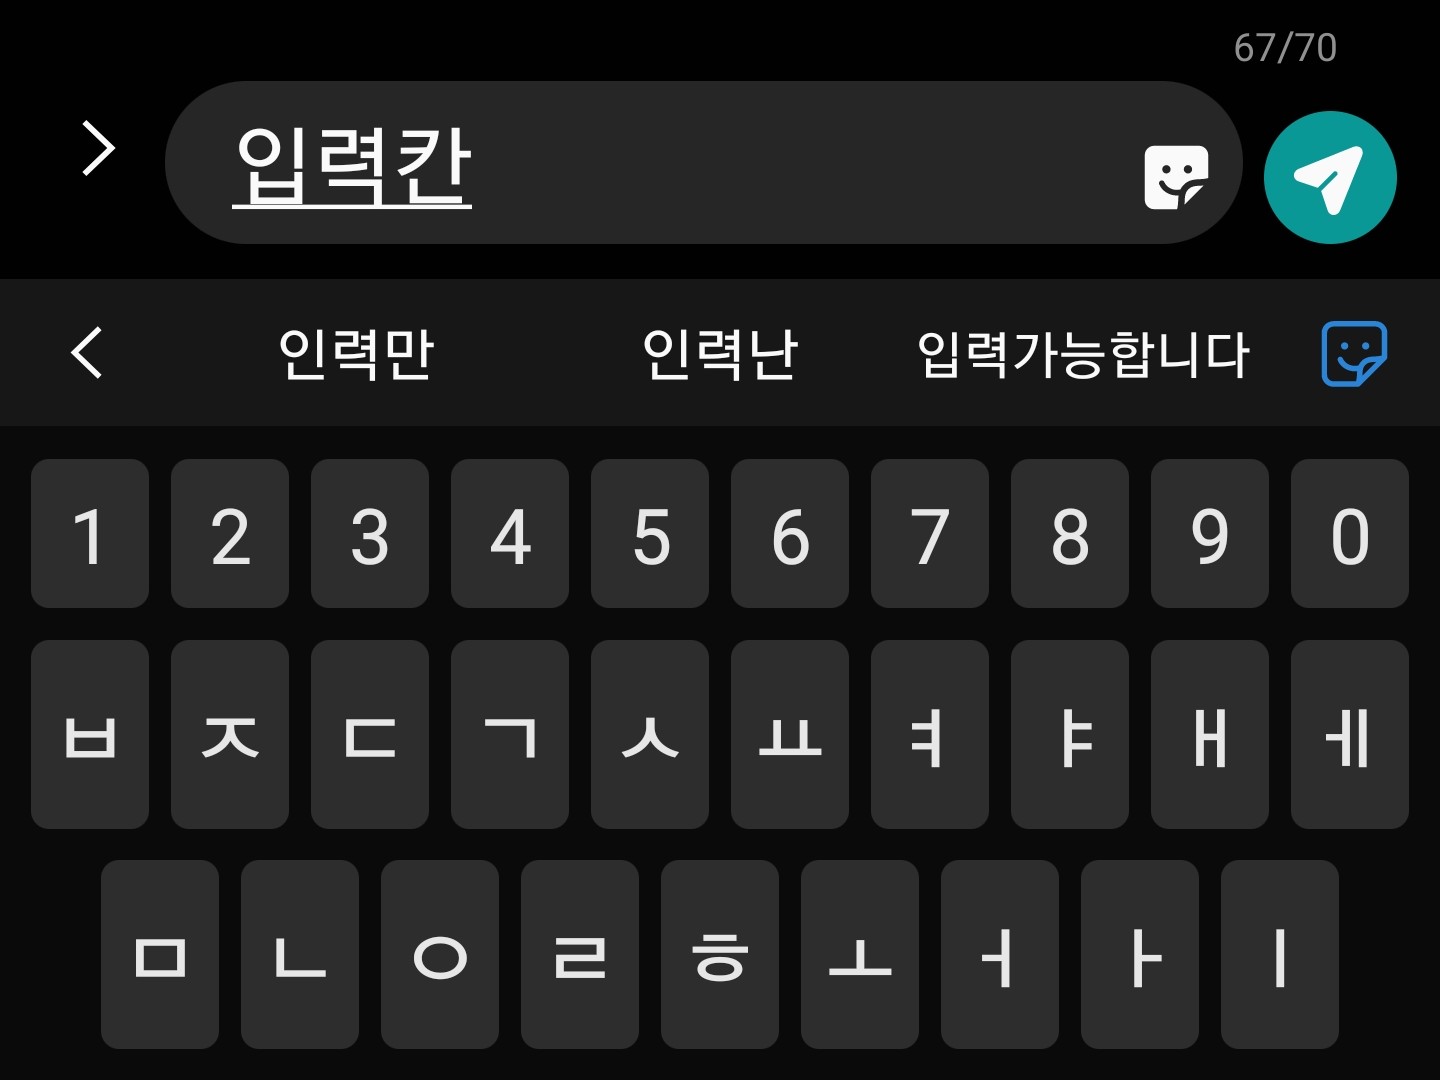 67/70
입력칸
인력만 인력난 입력가능합니다
1 2 3 4 5 6 7 8 9 0
ㅂ ㅈ ㄷ ㄱ ㅅ ㅛ ㅕ ㅑ ㅐ ㅔ
ㅁ ㄴ ㅇ ㄹ ㅎ ㅗ ㅓ ㅏ ㅣ